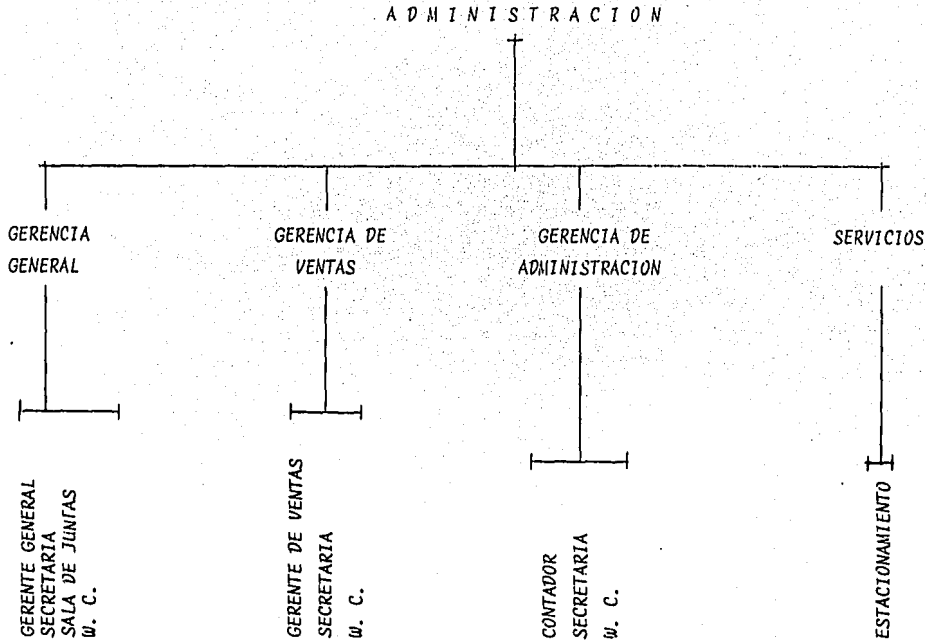 ADMINISTRACION
GERENCIA
GENERAL
GERENCIA DE
VENTAS
GERENCIA DE
ADMINISTRACION
SERVICIOS
GERENTE GENERAL
SECRETARIA
SALA DE JUNTAS
W. C.
GERENTE DE VENTAS
SECRETARIA
W. C.
CONTADOR
SECRETARIA
W. C.
ESTACIONAMIENTO